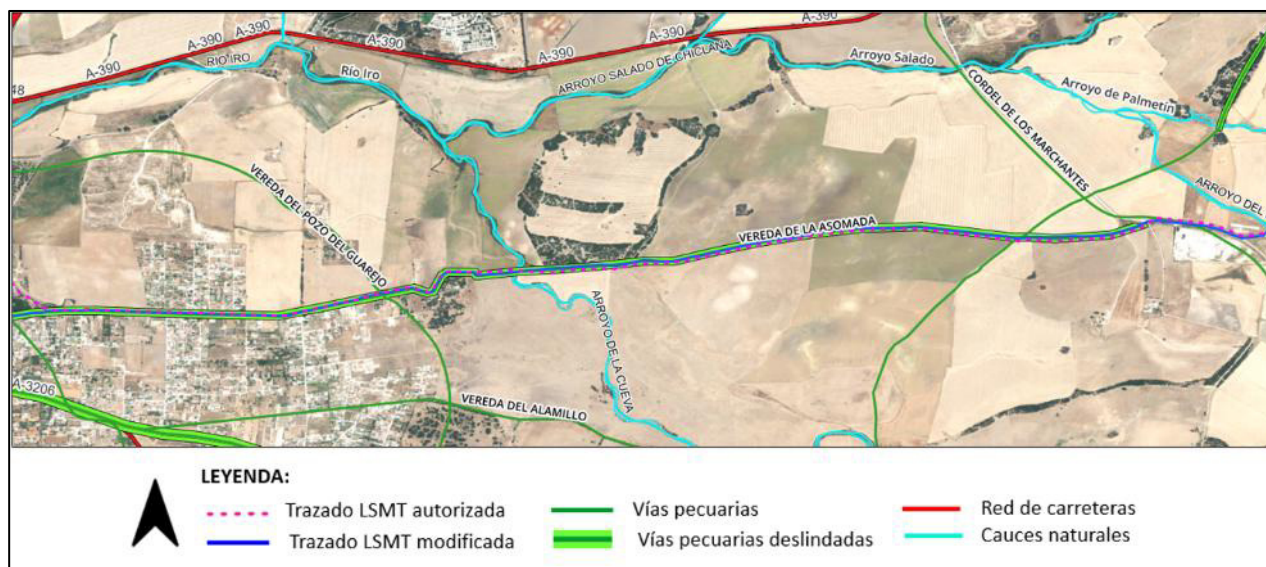 A-390
A-390
A-390
A-390
A-390
48
RIO IRO
Río Iro
ARROYO SALADO DE CHICLANA
Arroyo Salado
CORDEL DE LOS MARCHANTES
Arroyo de Palmetín
ARROYO DEL
VEREDA DEL POZO DEL GUAREJO
VEREDA DE LA ASOMADA
ARROYO DE LA CUEVA
A-3206
VEREDA DEL ALAMILLO
LEYENDA:
Trazado LSMT autorizada
Vías pecuarias
Red de carreteras
Trazado LSMT modificada
Vías pecuarias deslindadas
Cauces naturales